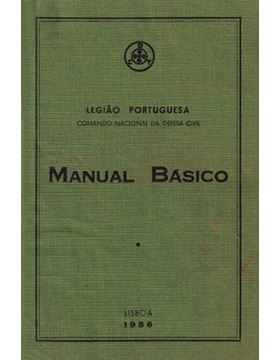 LEGIÃO PORTUGUESA
COMANDO NACIONAL DA DEFESA CIVIL
MANUAL BÁSICO
LISBOA
1956